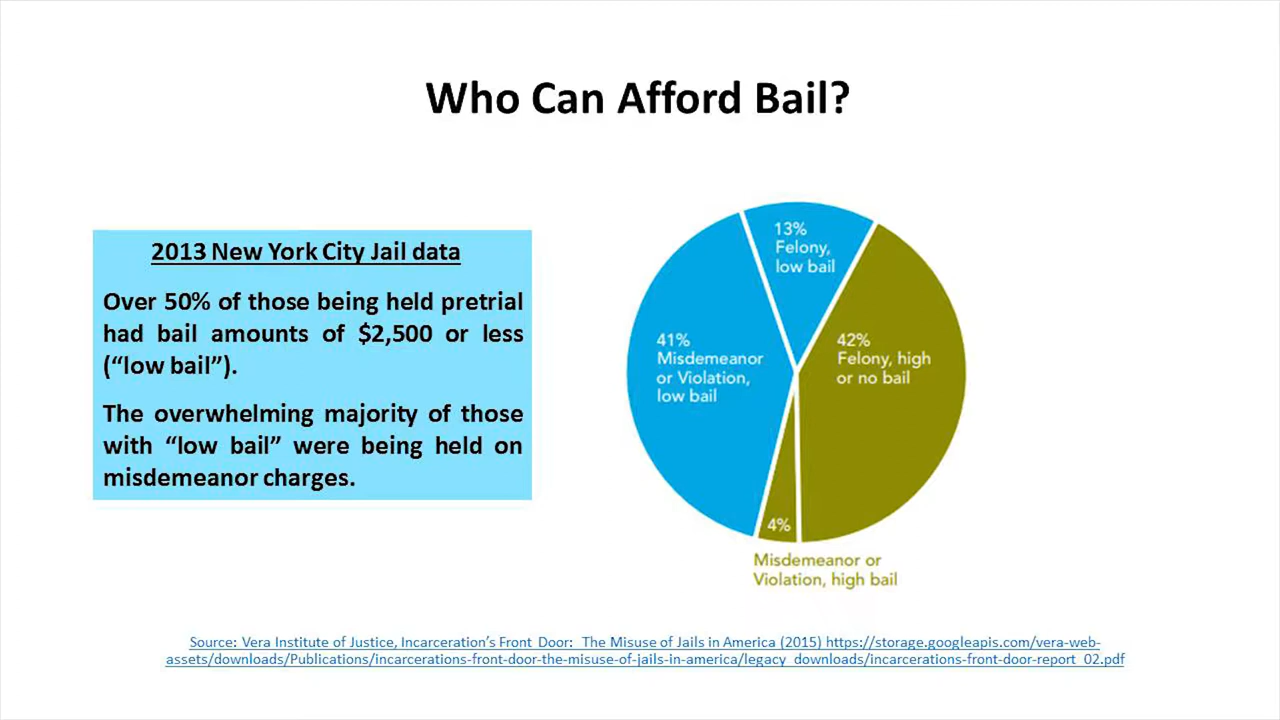 Who Can Afford Bail?
2013 New York City Jail data
Over 50% of those being held pretrial
had bail amounts of $2,500 or less
(“low bail”).
The overwhelming majority of those
with “low bail” were being held on
misdemeanor charges.
13%
Felony,
low bail
41%
Misdemeanor
or Violation,
low bail
42%
Felony, high
or no bail
4%
Misdemeanor or
Violation, high bail
Source: Vera Institute of Justice, Incarceration’s Front Door: The Misuse of Jails in America (2015) https://storage.googleapis.com/vera-web-
assets/downloads/Publications/incarcerations-front-door-the-misuse-of-jails-in-america/legacy_downloads/incarcerations-front-door-report_02.pdf